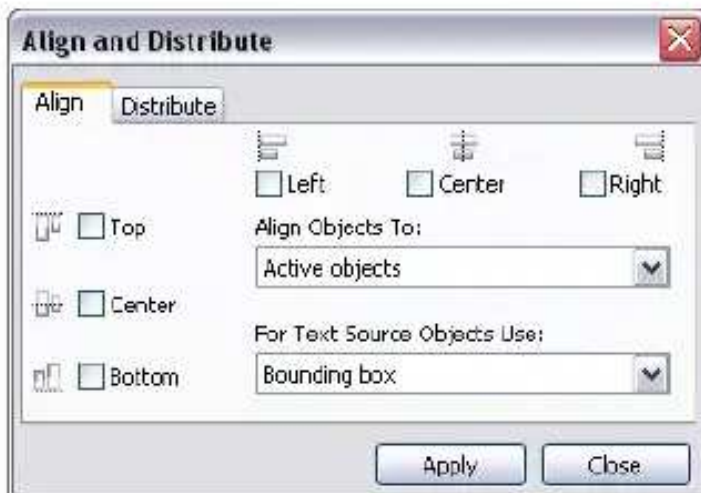 Align and Distribute
Align Distribute
Left Center Right
Top
Align Objects To:
Active objects
Center
For Text Source Objects Use:
Bottom
Bounding box
Apply Close